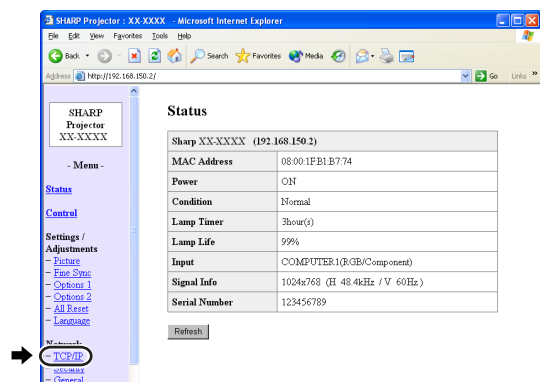 SHARP Projector : XX-XXXX - Microsoft Internet Explorer
File Edit View Favorites Tools Help
Back Search Favorites Media
Address http://192.168.150.2/ Go Links »
SHARP
Projector
XX-XXXX
- Menu -
Status
Control
Settings /
Adjustments
– Picture
– Fine Sync
– Options 1
– Options 2
– All Reset
– Language
Network
– TCP/IP
– Security
– General
Status
Sharp XX-XXXX (192.168.150.2)
MAC Address 08:00:1F:B1:B7:74
Power ON
Condition Normal
Lamp Timer 3hour(s)
Lamp Life 99%
Input COMPUTER1(RGB/Component)
Signal Info 1024x768 (H 48.4kHz / V 60Hz )
Serial Number 123456789
Refresh